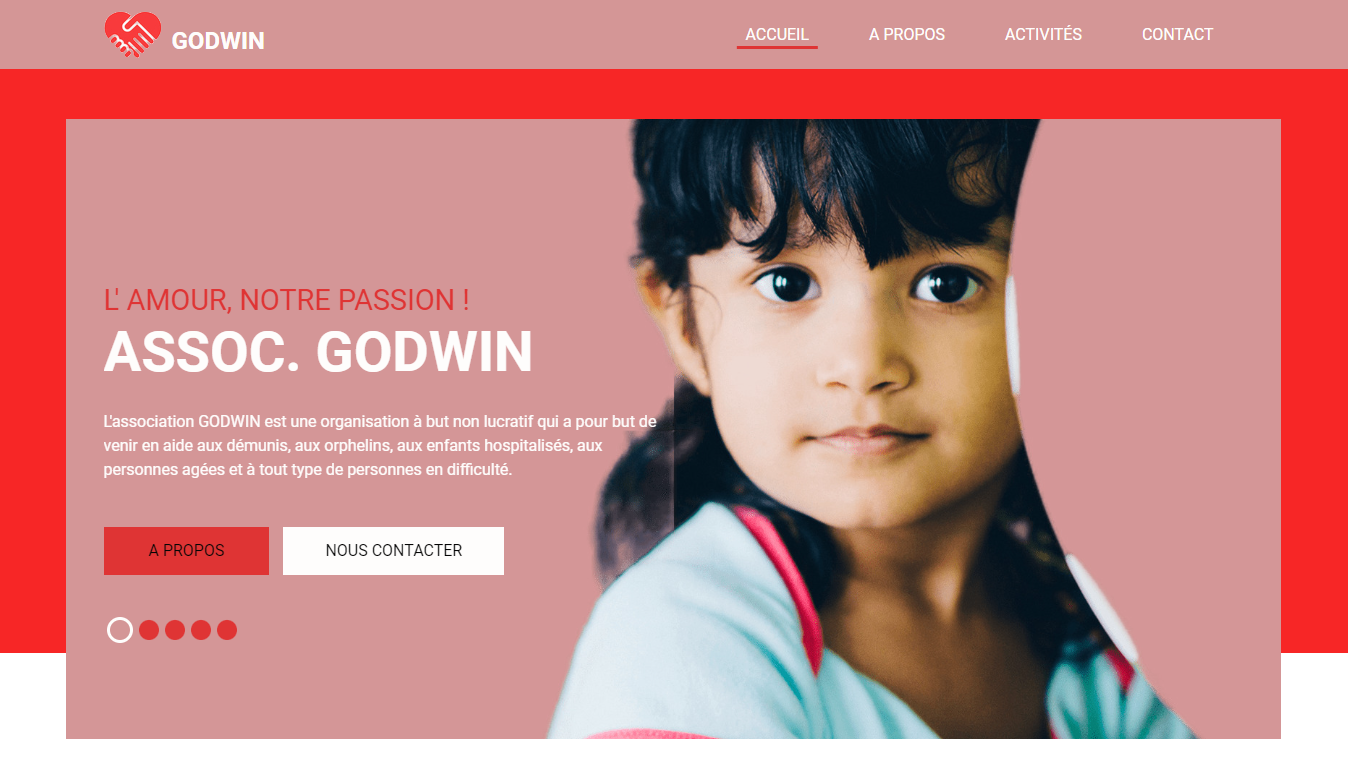 GODWIN
ACCUEIL
A PROPOS
ACTIVITÉS
CONTACT
L' AMOUR, NOTRE PASSION !
ASSOC. GODWIN
L'association GODWIN est une organisation à but non lucratif qui a pour but de
venir en aide aux démunis, aux orphelins, aux enfants hospitalisés, aux
personnes agées et à tout type de personnes en difficulté.
A PROPOS
NOUS CONTACTER